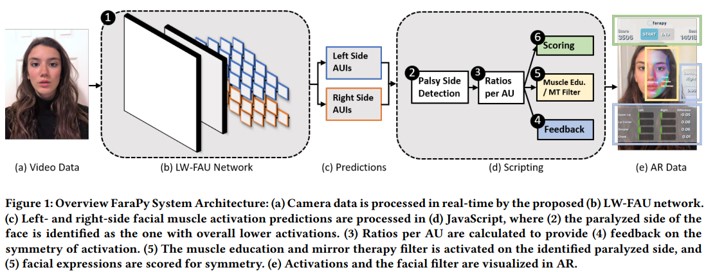 1
Left Side
AUIs
Right Side
AUIs
2
Palsy Side
Detection
3
Ratios
per AU
6
Scoring
5
Muscle Edu.
/ MT Filter
4
Feedback
Terapy
START
(a) Video Data
(b) LW-FAU Network
(c) Predictions
(d) Scripting
(e) AR Data
Figure 1: Overview FaraPy System Architecture: (a) Camera data is processed in real-time by the proposed (b) LW-FAU network.
(c) Left- and right-side facial muscle activation predictions are processed in (d) JavaScript, where (2) the paralyzed side of the
face is identified as the one with overall lower activations. (3) Ratios per AU are calculated to provide (4) feedback on the
symmetry of activation. (5) The muscle education and mirror therapy filter is activated on the identified paralyzed side, and
(5) facial expressions are scored for symmetry. (e) Activations and the facial filter are visualized in AR.